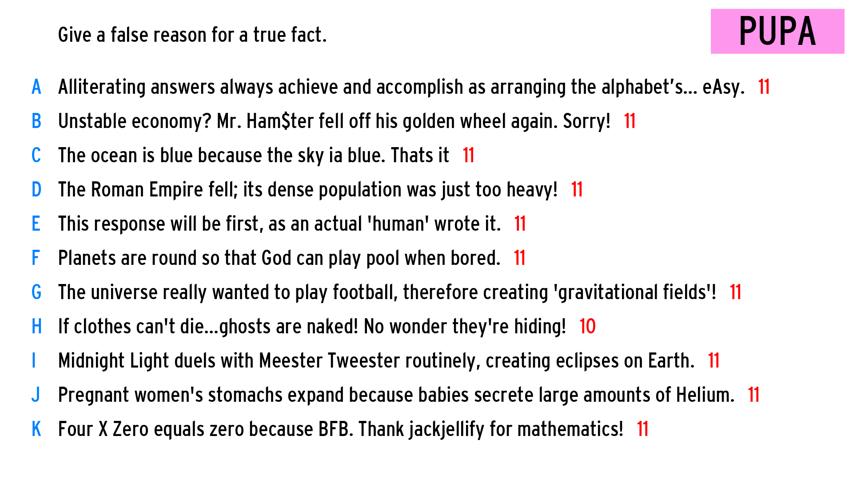 Give a false reason for a true fact.
PUPA
A Alliterating answers always achieve and accomplish as arranging the alphabet's... eAsy. 11
B Unstable economy? Mr. Ham$ter fell off his golden wheel again. Sorry! 11
C The ocean is blue because the sky ia blue. Thats it 11
D The Roman Empire fell; its dense population was just too heavy! 11
E This response will be first, as an actual 'human' wrote it. 11
F Planets are round so that God can play pool when bored. 11
G The universe really wanted to play football, therefore creating 'gravitational fields'! 11
H If clothes can't die...ghosts are naked! No wonder they're hiding! 10
I Midnight Light duels with Meester Tweester routinely, creating eclipses on Earth. 11
J Pregnant women's stomachs expand because babies secrete large amounts of Helium. 11
K Four X Zero equals zero because BFB. Thank jackjellify for mathematics! 11